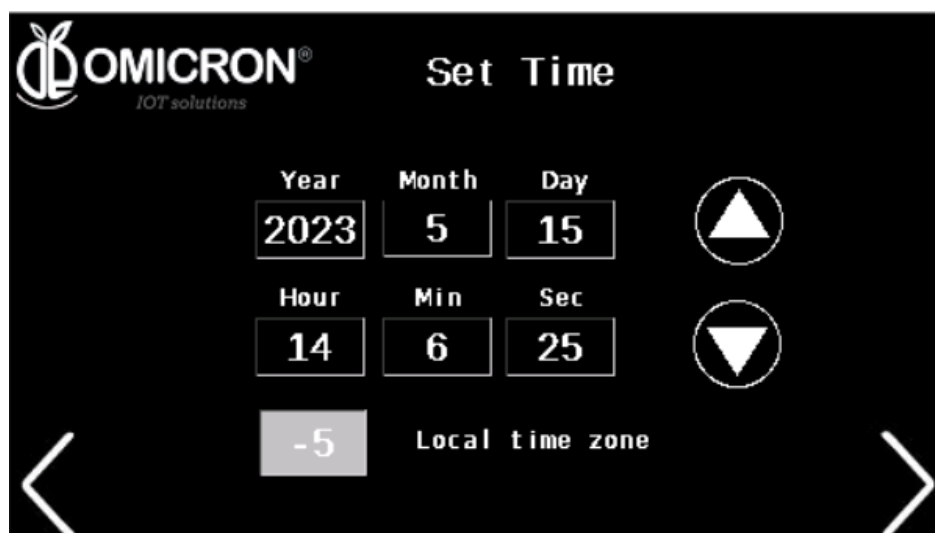 OMICRON®
IOT solutions
Set Time
Year Month Day
2023 5 15
Hour Min Sec
14 6 25
-5 Local time zone